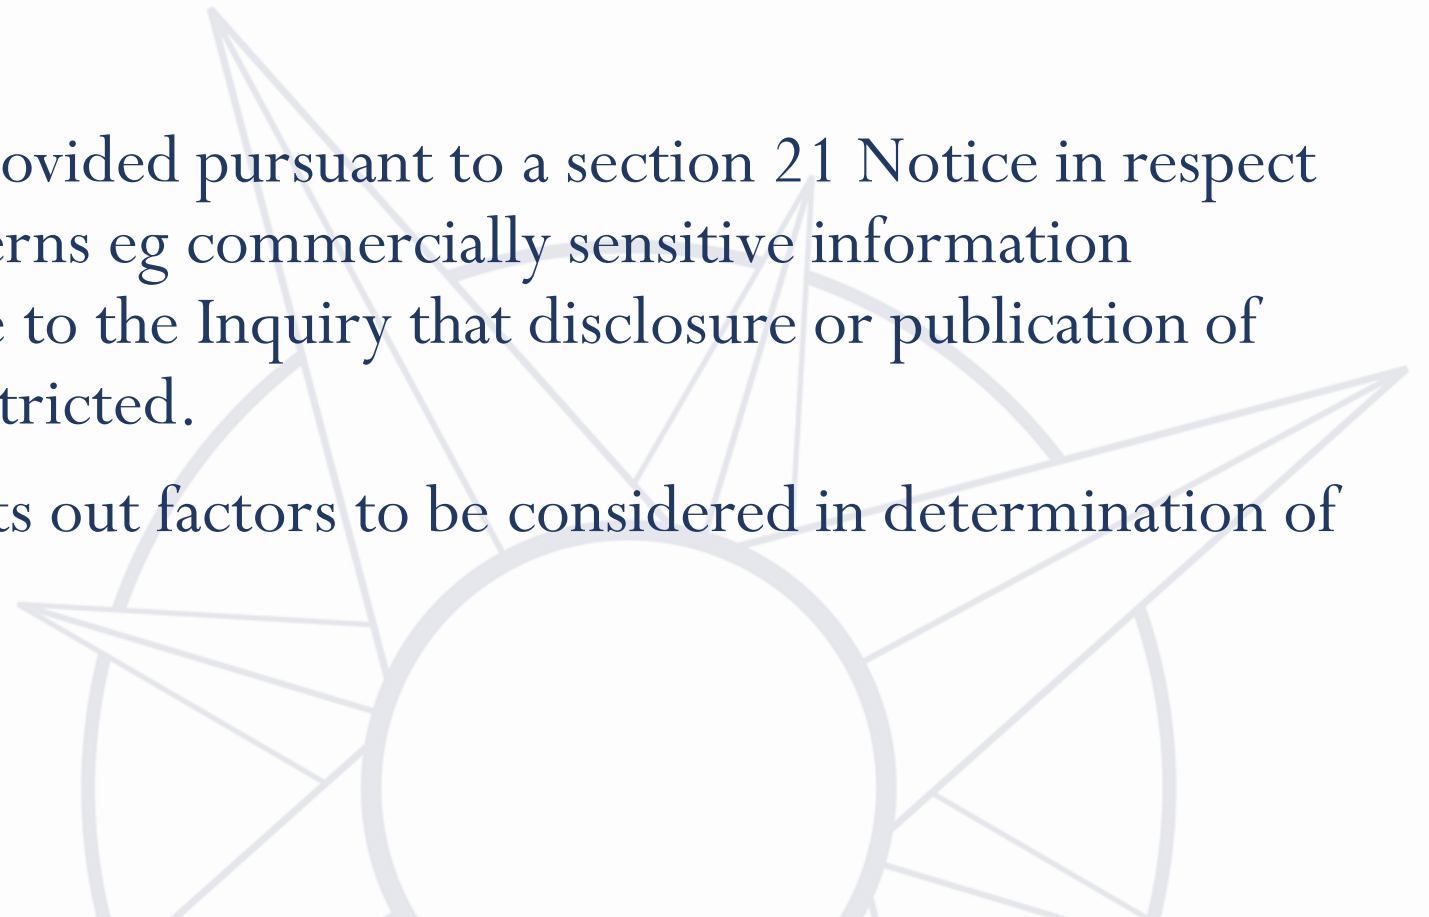 ovided pursuant to a section 21 Notice in respect
erns eg commercially sensitive information
e to the Inquiry that disclosure or publication of
tricted.
ts out factors to be considered in determination of